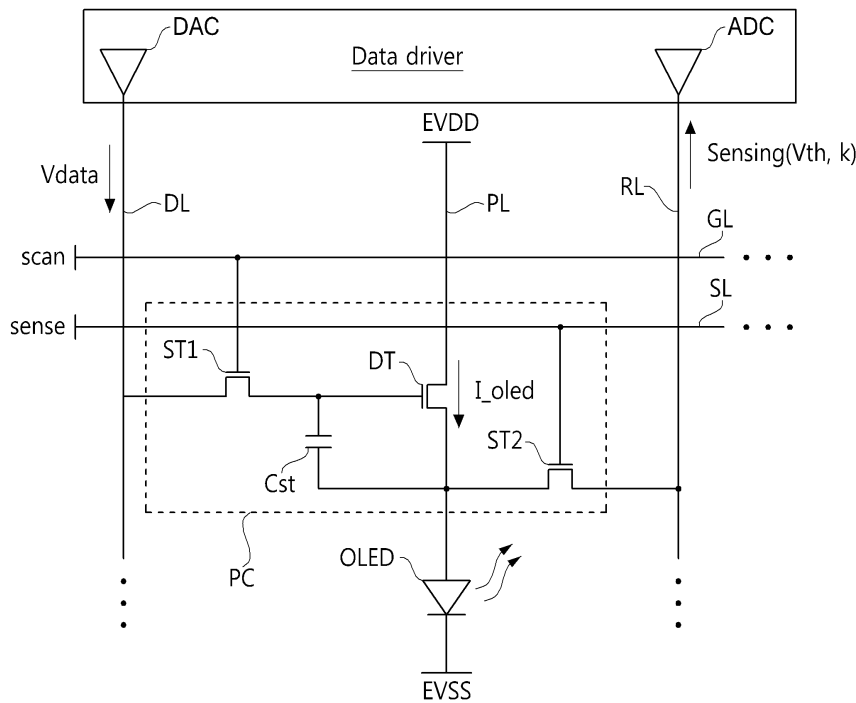 DAC
ADC
Data driver
EVDD
Vdata
Sensing(Vth, k)
DL
PL
RL
GL
scan
SL
sense
ST1
DT
I_oled
ST2
Cst
OLED
PC
EVSS